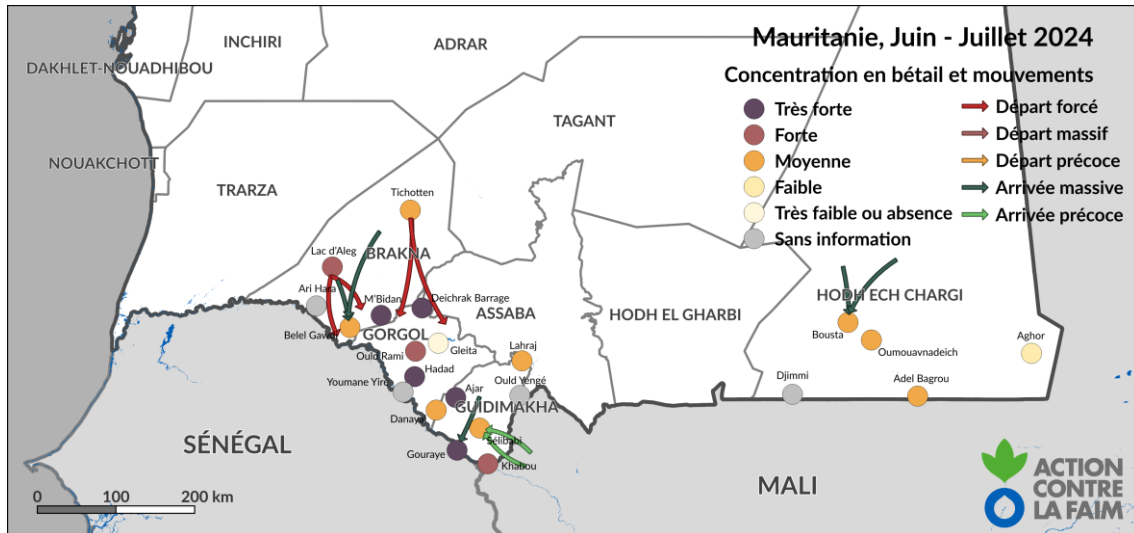 Mauritanie, Juin - Juillet 2024
Concentration en bétail et mouvements
Très forte
Forte
Moyenne
Faible
Très faible ou absence
Sans information
Départ forcé
Départ massif
Départ précoce
Arrivée massive
Arrivée précoce
INCHIRI
ADRAR
DAKHLET-NOUADHIBOU
TAGANT
NOUAKCHOTT
TRARZA
Tichotten
BRAKNA
Lac d'Aleg
Ari Hara
M'Bidan
Deichrak Barrage
HODH ECH CHARGI
ASSABA
HODH EL GHARBI
GORGOL
Bousta
Aghor
Gleita
Lahraj
Ould Rami
Oumouavnadeich
Hadad
Djimmi
Adel Bagrou
Youmane Yiré
Ajar
Ould Yengé
GUIDIMAKHA
Danaya
Sélibabi
Gouraye
Khabou
SÉNÉGAL
MALI
0 100 200 km
ACTION
CONTRE
LA FAIM